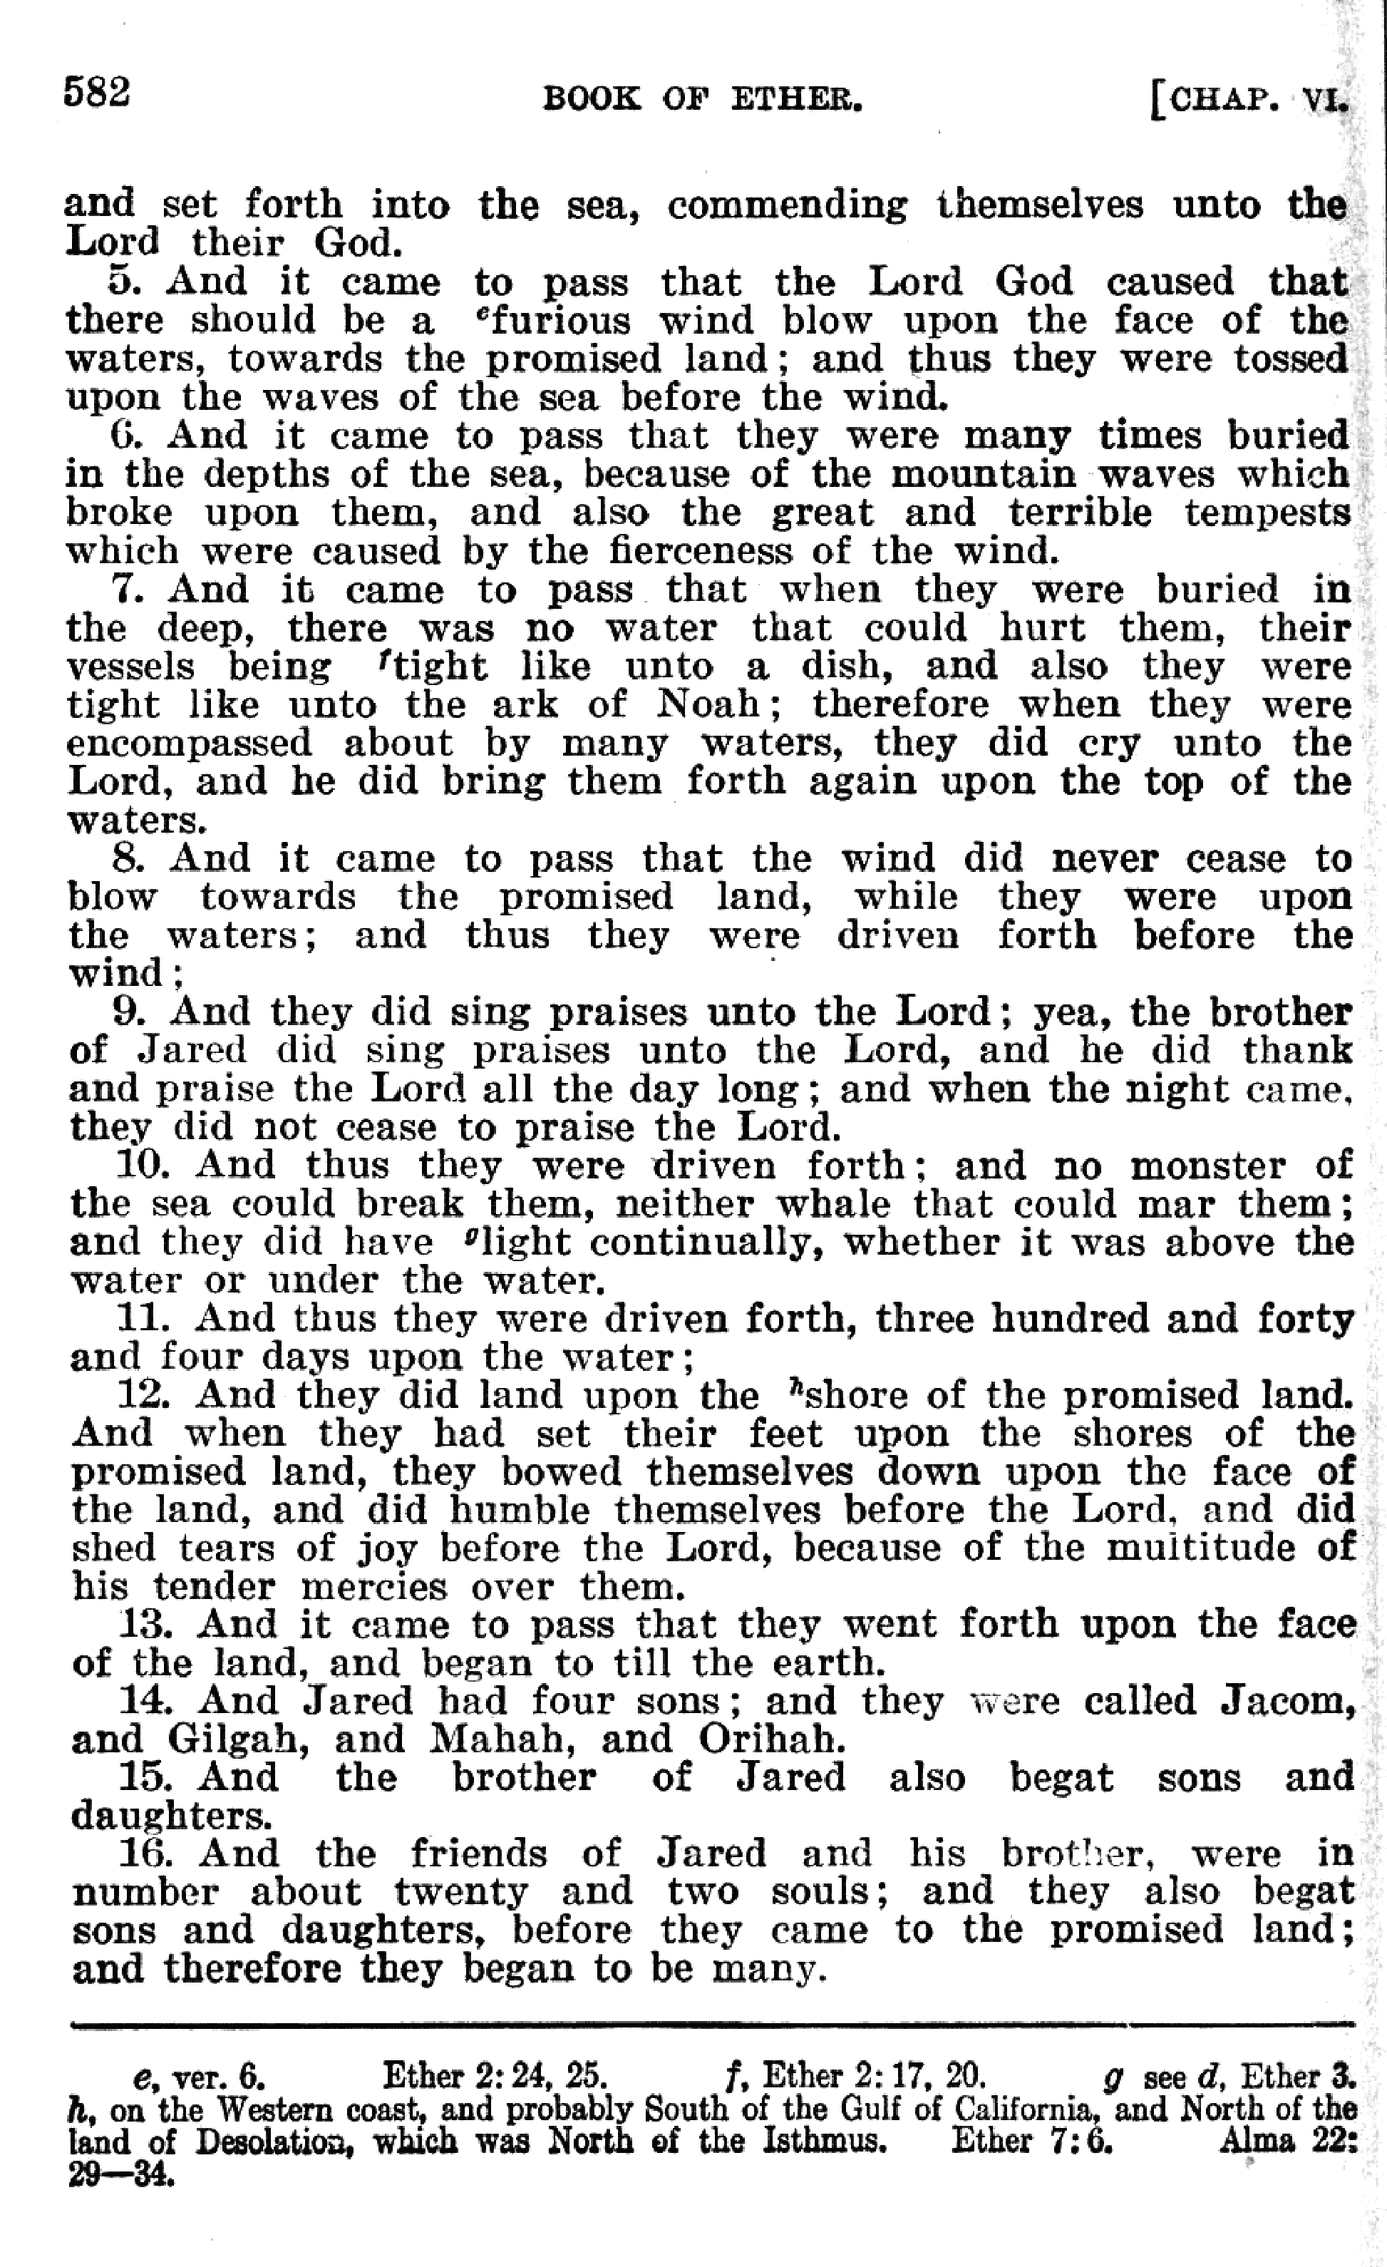 582 BOOK OF ETHER. [CHAP. VI.
and set forth into the sea, commending themselves unto the
Lord their God.
5. And it came to pass that the Lord God caused that
there should be a ᵉfurious wind blow upon the face of the
waters, towards the promised land; and thus they were tossed
upon the waves of the sea before the wind.
6. And it came to pass that they were many times buried
in the depths of the sea, because of the mountain waves which
broke upon them, and also the great and terrible tempests
which were caused by the fierceness of the wind.
7. And it came to pass that when they were buried in
the deep, there was no water that could hurt them, their
vessels being ᶠtight like unto a dish, and also they were
tight like unto the ark of Noah; therefore when they were
encompassed about by many waters, they did cry unto the
Lord, and he did bring them forth again upon the top of the
waters.
8. And it came to pass that the wind did never cease to
blow towards the promised land, while they were upon
the waters; and thus they were driven forth before the
wind;
9. And they did sing praises unto the Lord; yea, the brother
of Jared did sing praises unto the Lord, and he did thank
and praise the Lord all the day long; and when the night came,
they did not cease to praise the Lord.
10. And thus they were driven forth; and no monster of
the sea could break them, neither whale that could mar them;
and they did have ᵍlight continually, whether it was above the
water or under the water.
11. And thus they were driven forth, three hundred and forty
and four days upon the water;
12. And they did land upon the ʰshore of the promised land.
And when they had set their feet upon the shores of the
promised land, they bowed themselves down upon the face of
the land, and did humble themselves before the Lord, and did
shed tears of joy before the Lord, because of the multitude of
his tender mercies over them.
13. And it came to pass that they went forth upon the face
of the land, and began to till the earth.
14. And Jared had four sons; and they were called Jacom,
and Gilgah, and Mahah, and Orihah.
15. And the brother of Jared also begat sons and
daughters.
16. And the friends of Jared and his brother, were in
number about twenty and two souls; and they also begat
sons and daughters, before they came to the promised land;
and therefore they began to be many.
e, ver. 6. Ether 2: 24, 25. f, Ether 2: 17, 20. g see d, Ether 3.
h, on the Western coast, and probably South of the Gulf of California, and North of the
land of Desolation, which was North of the Isthmus. Ether 7: 6. Alma 22:
29—34.